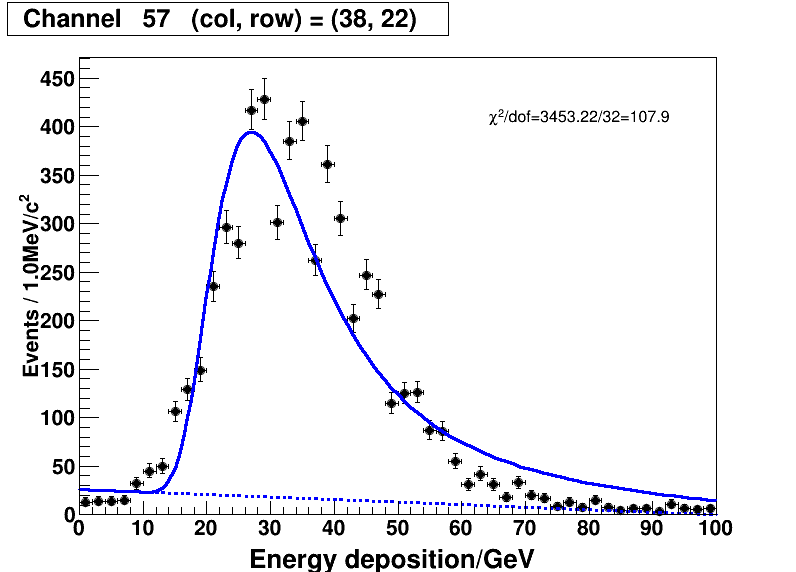 Channel 57 (col, row) = (38, 22)
450
400
350
300
250
200
150
100
50
0
Events / 1.0MeV/c²
χ²/dof=3453.22/32=107.9
0 10 20 30 40 50 60 70 80 90 100
Energy deposition/GeV